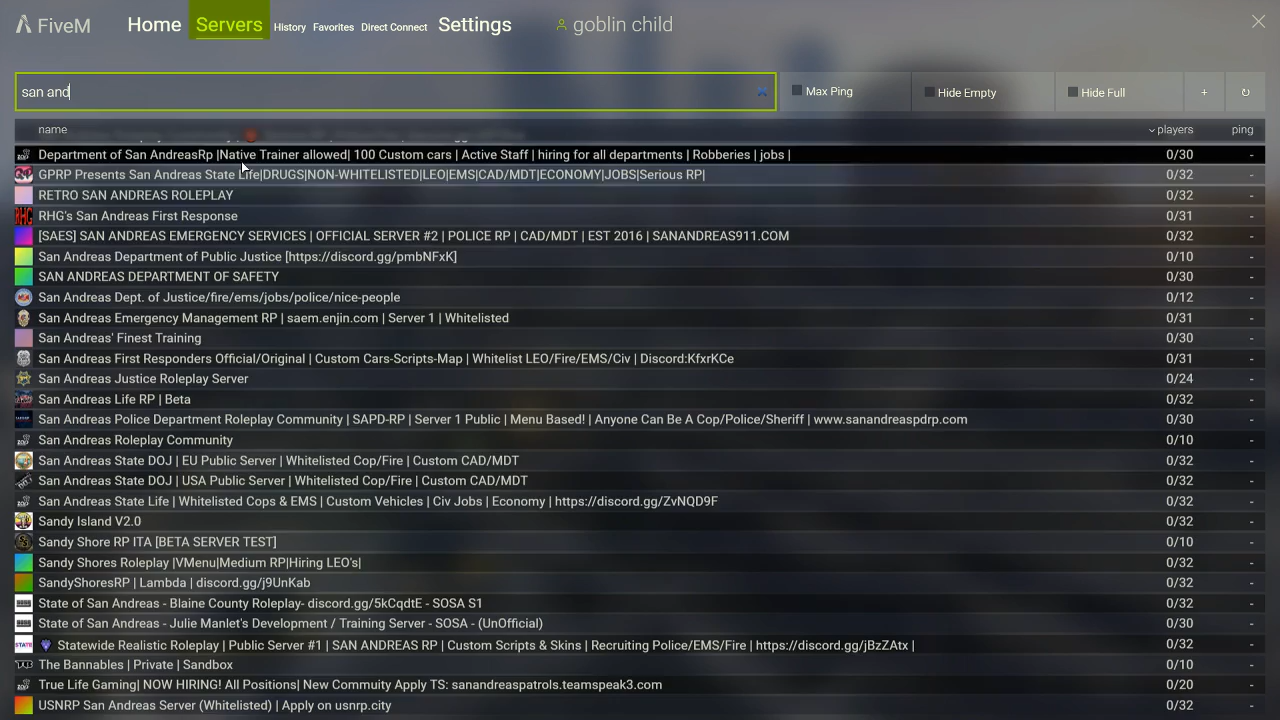 FiveM Home Servers History Favorites Direct Connect Settings goblin child
san and Max Ping Hide Empty Hide Full + ↻
name players ping
Department of San AndreasRp |Native Trainer allowed| 100 Custom cars | Active Staff | hiring for all departments | Robberies | jobs | 0/30 -
GPRP Presents San Andreas State Life|DRUGS|NON-WHITELISTED|LEO|EMS|CAD/MDT|ECONOMY|JOBS|Serious RP| 0/32 -
RETRO SAN ANDREAS ROLEPLAY 0/32 -
RHG RHG's San Andreas First Response 0/31 -
[SAES] SAN ANDREAS EMERGENCY SERVICES | OFFICIAL SERVER #2 | POLICE RP | CAD/MDT | EST 2016 | SANANDREAS911.COM 0/32 -
San Andreas Department of Public Justice [https://discord.gg/pmbNFxK] 0/10 -
SAN ANDREAS DEPARTMENT OF SAFETY 0/30 -
San Andreas Dept. of Justice/fire/ems/jobs/police/nice-people 0/12 -
San Andreas Emergency Management RP | saem.enjin.com | Server 1 | Whitelisted 0/31 -
San Andreas' Finest Training 0/30 -
San Andreas First Responders Official/Original | Custom Cars-Scripts-Map | Whitelist LEO/Fire/EMS/Civ | Discord:KfxrKCe 0/31 -
San Andreas Justice Roleplay Server 0/24 -
San Andreas Life RP | Beta 0/32 -
San Andreas Police Department Roleplay Community | SAPD-RP | Server 1 Public | Menu Based! | Anyone Can Be A Cop/Police/Sheriff | www.sanandreaspdrp.com 0/30 -
San Andreas Roleplay Community 0/10 -
San Andreas State DOJ | EU Public Server | Whitelisted Cop/Fire | Custom CAD/MDT 0/32 -
San Andreas State DOJ | USA Public Server | Whitelisted Cop/Fire | Custom CAD/MDT 0/32 -
San Andreas State Life | Whitelisted Cops & EMS | Custom Vehicles | Civ Jobs | Economy | https://discord.gg/ZvNQD9F 0/32 -
Sandy Island V2.0 0/32 -
Sandy Shore RP ITA [BETA SERVER TEST] 0/10 -
Sandy Shores Roleplay |VMenu|Medium RP|Hiring LEO's| 0/32 -
SandyShoresRP | Lambda | discord.gg/j9UnKab 0/32 -
State of San Andreas - Blaine County Roleplay- discord.gg/5kCqdtE - SOSA S1 0/32 -
State of San Andreas - Julie Manlet's Development / Training Server - SOSA - (UnOfficial) 0/30 -
STATE Statewide Realistic Roleplay | Public Server #1 | SAN ANDREAS RP | Custom Scripts & Skins | Recruiting Police/EMS/Fire | https://discord.gg/jBzZAtx | 0/32 -
The Bannables | Private | Sandbox 0/10 -
True Life Gaming| NOW HIRING! All Positions| New Commuity Apply TS: sanandreaspatrols.teamspeak3.com 0/20 -
USNRP San Andreas Server (Whitelisted) | Apply on usnrp.city 0/32 -